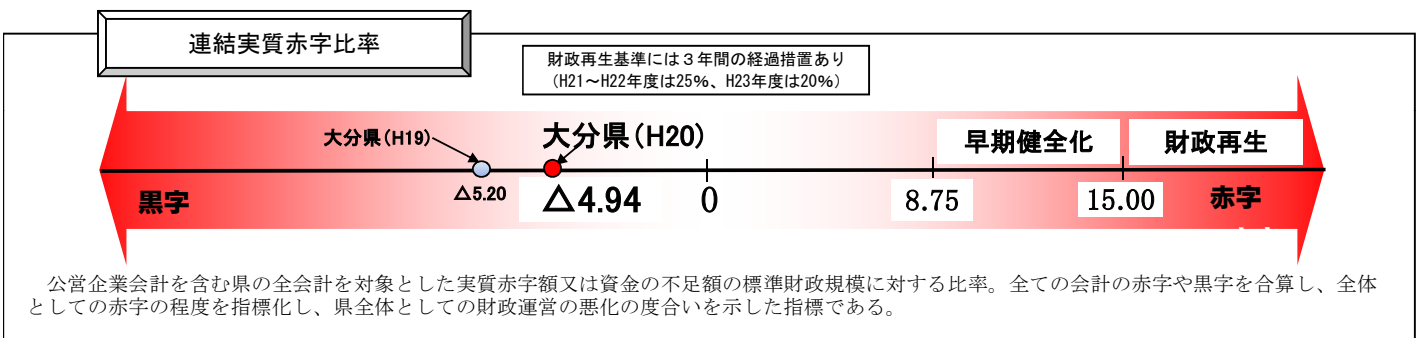 連結実質赤字比率
財政再生基準には３年間の経過措置あり
（H21～H22年度は25%、H23年度は20%）
大分県（H19）
大分県（H20）
早期健全化
財政再生
黒字
△5.20
△4.94
0
8.75
15.00
赤字
　公営企業会計を含む県の全会計を対象とした実質赤字額又は資金の不足額の標準財政規模に対する比率。全ての会計の赤字や黒字を合算し、全体
としての赤字の程度を指標化し、県全体としての財政運営の悪化の度合いを示した指標である。